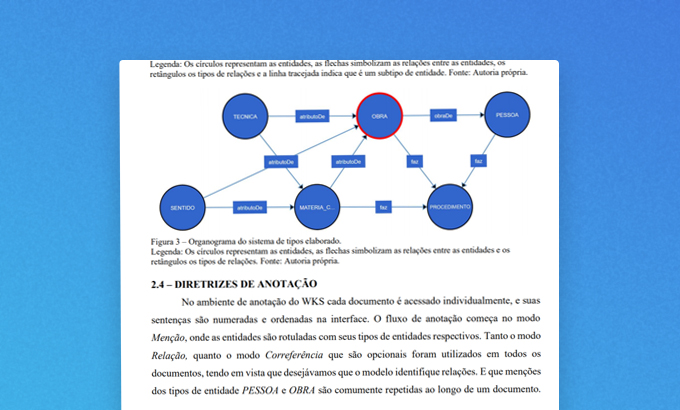 Legenda: Os círculos representam as entidades, as flechas simbolizam as relações entre as entidades, os
retângulos os tipos de relações e a linha tracejada indica que é um subtipo de entidade. Fonte: Autoria própria.
TECNICA
atributoDe
OBRA
obraDe
PESSOA
atributoDe
atributoDe
faz
faz
SENTIDO
atributoDe
MATERIA_C...
faz
PROCEDIMENTO
Figura 3 – Organograma do sistema de tipos elaborado.
Legenda: Os círculos representam as entidades, as flechas simbolizam as relações entre as entidades e os
retângulos os tipos de relações. Fonte: Autoria própria.
2.4 – DIRETRIZES DE ANOTAÇÃO
No ambiente de anotação do WKS cada documento é acessado individualmente, e suas
sentenças são numeradas e ordenadas na interface. O fluxo de anotação começa no modo
Menção, onde as entidades são rotuladas com seus tipos de entidades respectivos. Tanto o modo
Relação, quanto o modo Correferência que são opcionais foram utilizados em todos os
documentos, tendo em vista que desejávamos que o modelo identifique relações. E que menções
dos tipos de entidade PESSOA e OBRA são comumente repetidas ao longo de um documento.